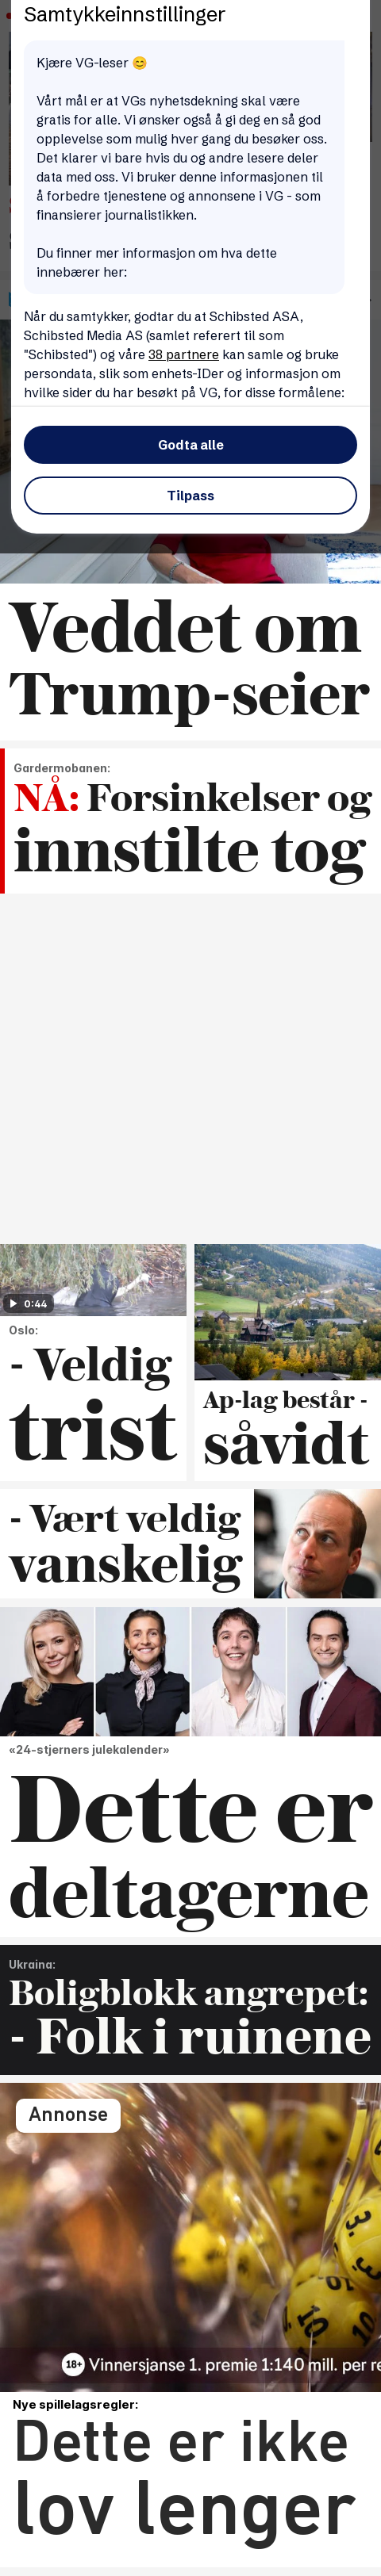 Samtykkeinnstillinger
Kjære VG-leser 😊
Vårt mål er at VGs nyhetsdekning skal være
gratis for alle. Vi ønsker også å gi deg en så god
opplevelse som mulig hver gang du besøker oss.
Det klarer vi bare hvis du og andre lesere deler
data med oss. Vi bruker denne informasjonen til
å forbedre tjenestene og annonsene i VG - som
finansierer journalistikken.
Du finner mer informasjon om hva dette
innebærer her:
Når du samtykker, godtar du at Schibsted ASA,
Schibsted Media AS (samlet referert til som
"Schibsted") og våre 38 partnere kan samle og bruke
persondata, slik som enhets-IDer og informasjon om
hvilke sider du har besøkt på VG, for disse formålene:
Godta alle
Tilpass
Veddet om
Trump-seier
Gardermobanen:
NÅ: Forsinkelser og
innstilte tog
0:44
Oslo:
- Veldig
trist
Ap-lag består -
såvidt
- Vært veldig
vanskelig
«24-stjerners julekalender»
Dette er
deltagerne
Ukraina:
Boligblokk angrepet:
- Folk i ruinene
Annonse
18+ Vinnersjanse 1. premie 1:140 mill. per re
Nye spillelagsregler:
Dette er ikke
lov lenger